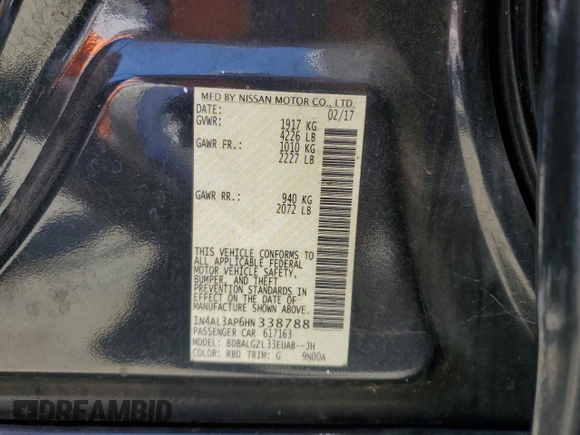 MFD BY NISSAN MOTOR CO., LTD.
DATE: 02/17
GVWR: 1917 KG
4226 LB
GAWR FR.: 1010 KG
2227 LB
GAWR RR.: 940 KG
2072 LB
THIS VEHICLE CONFORMS TO
ALL APPLICABLE FEDERAL
MOTOR VEHICLE SAFETY,
BUMPER, AND THEFT
PREVENTION STANDARDS IN
EFFECT ON THE DATE OF
MANUFACTURE SHOWN ABOVE.
1N4AL3AP6HN338788
PASSENGER CAR 617163
MODEL: BDBALGZL33EUAB--JH
COLOR: RBD TRIM: G 9N00A
DREAMBID